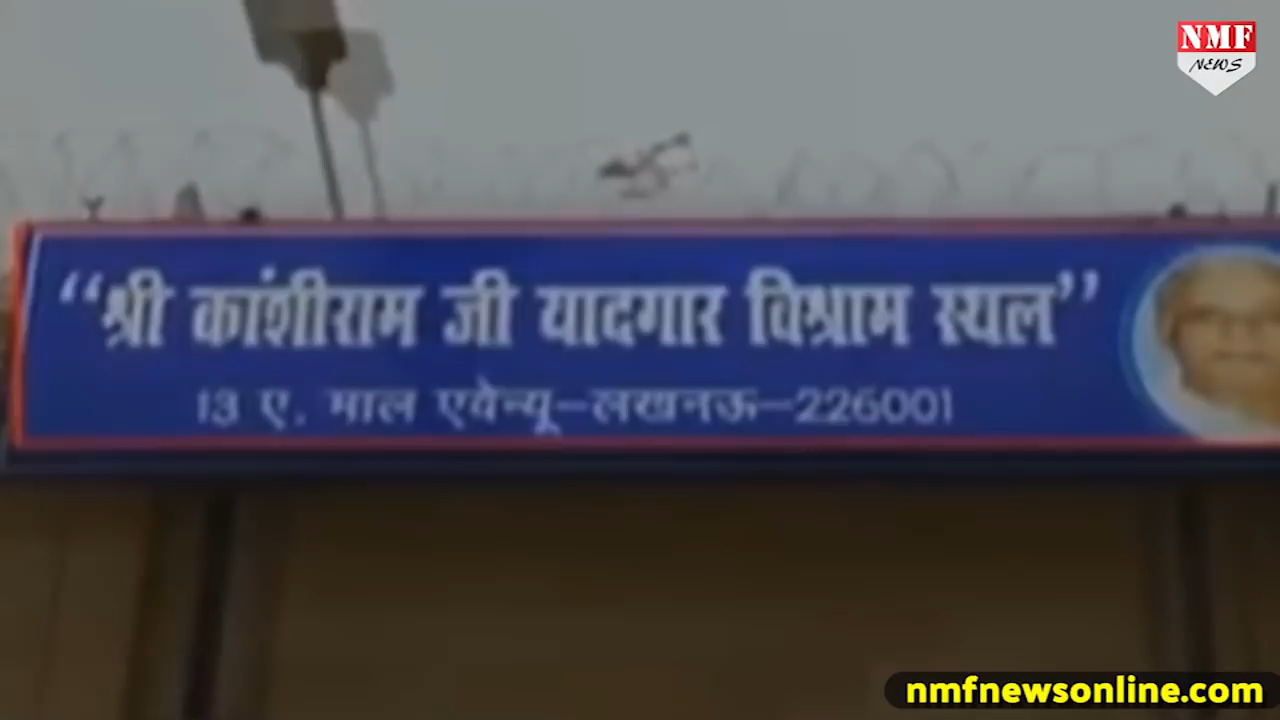 NMF
NEWS
“श्री कांशीराम जी यादगार विश्राम स्थल”
13 ए, माल एवेन्यू-लखनऊ-226001
nmfnewsonline.com